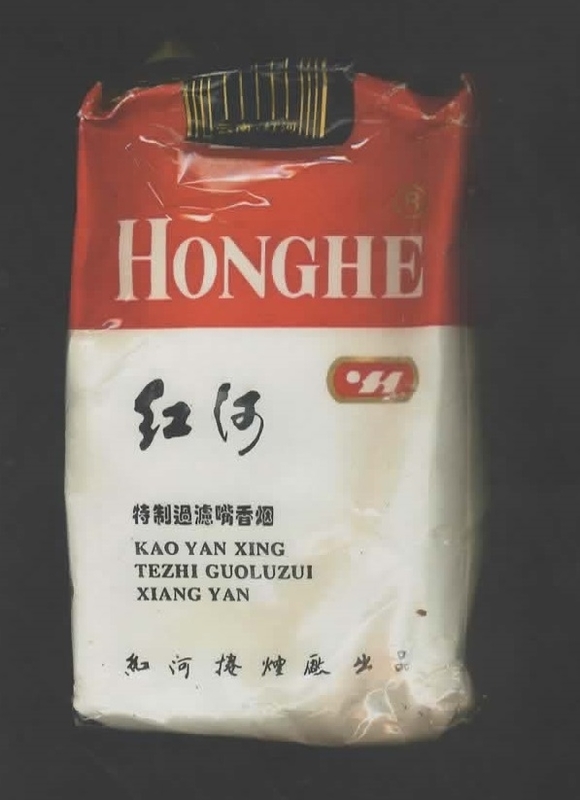 HONGHE
红河
特制過濾嘴香烟
KAO YAN XING
TEZHI GUOLUZUI
XIANG YAN
紅河捲煙廠出品